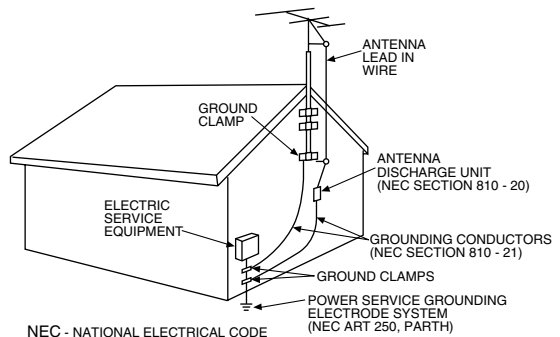 ANTENNA
LEAD IN
WIRE
GROUND
CLAMP
ANTENNA
DISCHARGE UNIT
(NEC SECTION 810 - 20)
ELECTRIC
SERVICE
EQUIPMENT
GROUNDING CONDUCTORS
(NEC SECTION 810 - 21)
GROUND CLAMPS
POWER SERVICE GROUNDING
ELECTRODE SYSTEM
(NEC ART 250, PARTH)
NEC - NATIONAL ELECTRICAL CODE